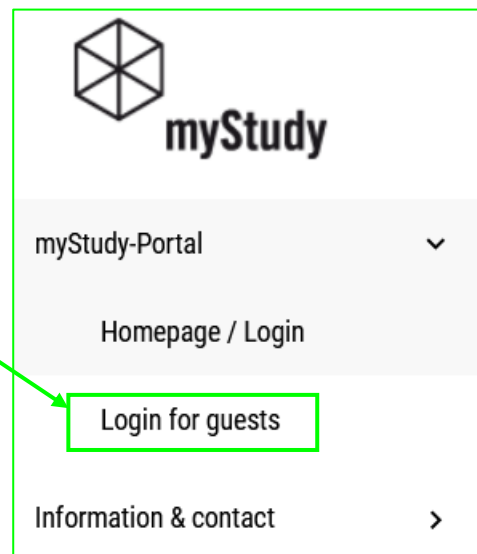 myStudy
myStudy-Portal
Homepage / Login
Login for guests
Information & contact